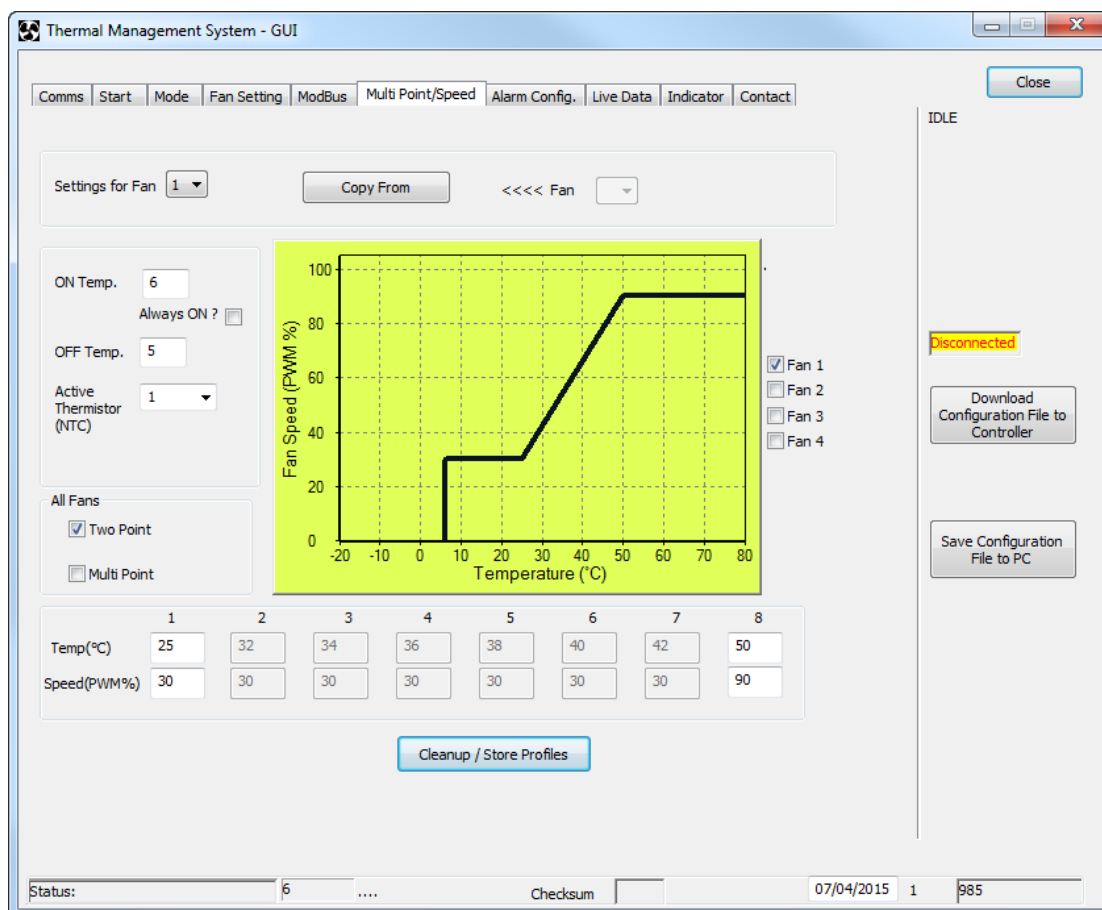 Thermal Management System - GUI
Close
Comms Start Mode Fan Setting ModBus Multi Point/Speed Alarm Config. Live Data Indicator Contact
IDLE
Settings for Fan 1 Copy From <<<< Fan
ON Temp. 6
Always ON ?
OFF Temp. 5
Active
Thermistor
(NTC)
1
All Fans
Two Point
Multi Point
Fan Speed (PWM %)
100
80
60
40
20
0
-20 -10 0 10 20 30 40 50 60 70 80
Temperature (°C)
.
Fan 1
Fan 2
Fan 3
Fan 4
Disconnected
Download
Configuration File to
Controller
Save Configuration
File to PC
1 2 3 4 5 6 7 8
Temp(ºC) 25 32 34 36 38 40 42 50
Speed(PWM%) 30 30 30 30 30 30 30 90
Cleanup / Store Profiles
Status: 6 .... Checksum 07/04/2015 1 985